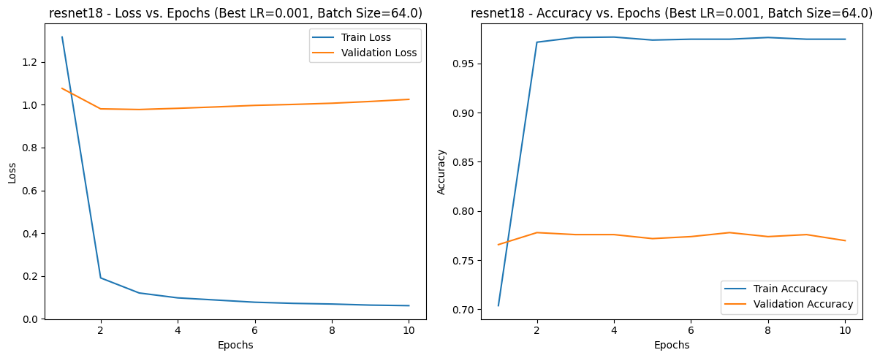 resnet18 - Loss vs. Epochs (Best LR=0.001, Batch Size=64.0)
Train Loss
Validation Loss
1.2
1.0
0.8
0.6
0.4
0.2
0.0
Loss
2
4
6
8
10
Epochs
resnet18 - Accuracy vs. Epochs (Best LR=0.001, Batch Size=64.0)
0.95
0.90
0.85
0.80
0.75
0.70
Accuracy
Train Accuracy
Validation Accuracy
2
4
6
8
10
Epochs